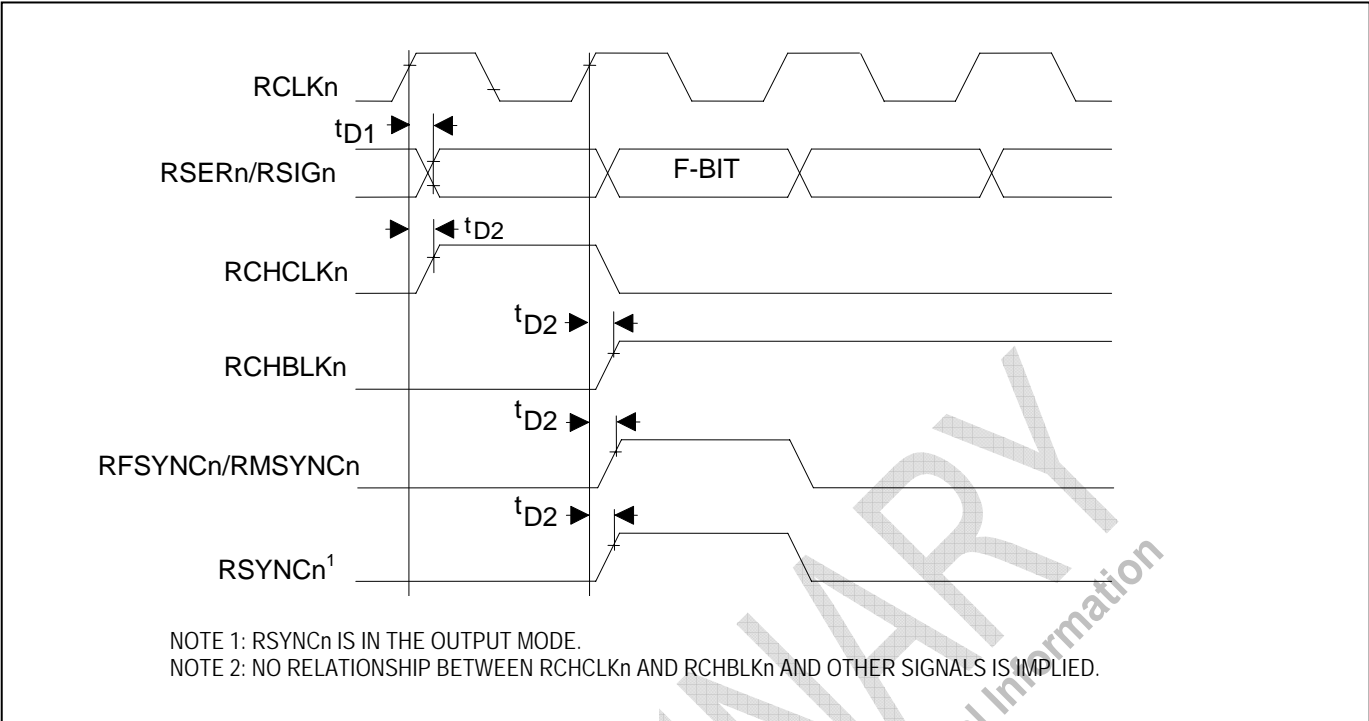 RCLKn
tD1
RSERn/RSIGn
F-BIT
tD2
RCHCLKn
tD2
RCHBLKn
tD2
RFSYNCn/RMSYNCn
tD2
RSYNCn1
NOTE 1: RSYNCn IS IN THE OUTPUT MODE.
NOTE 2: NO RELATIONSHIP BETWEEN RCHCLKn AND RCHBLKn AND OTHER SIGNALS IS IMPLIED.
NARY
l Information